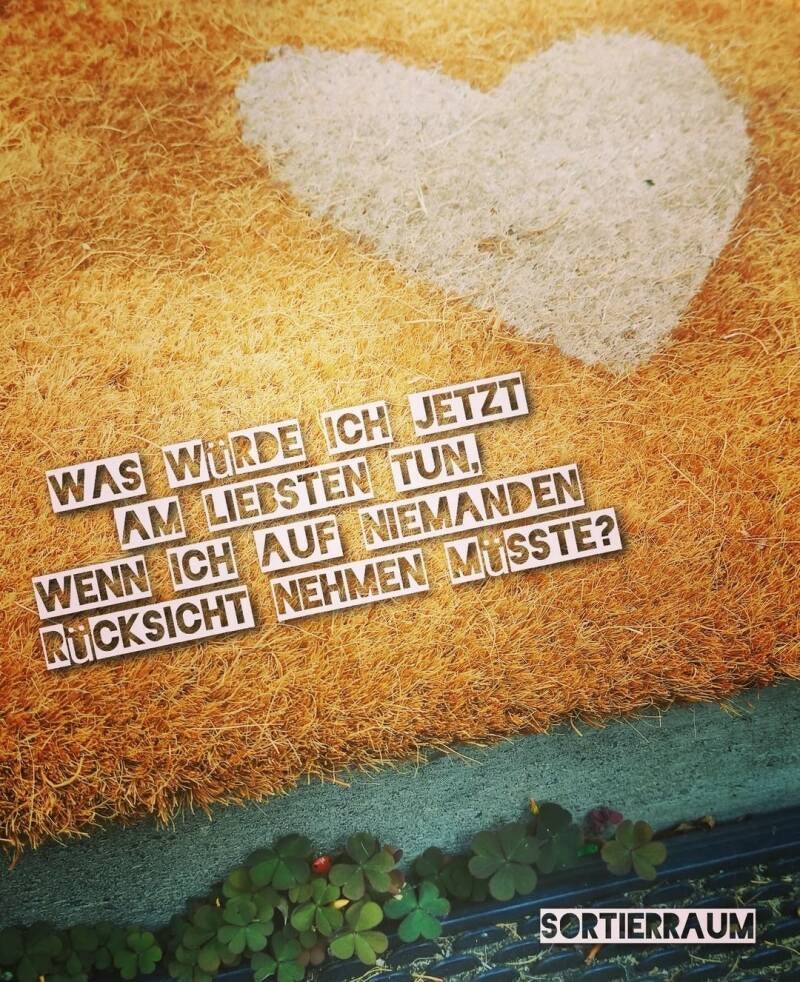 WAS WÜRDE ICH JETZT
AM LIEBSTEN TUN,
WENN ICH AUF NIEMANDEN
RÜCKSICHT NEHMEN MÜSSTE?
SORTIERRAUM